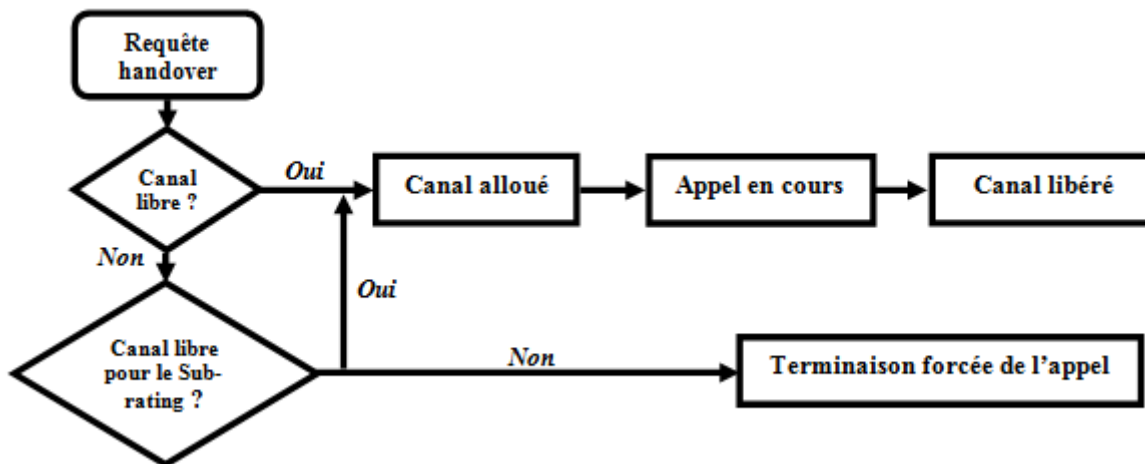 Requête
handover
Canal
libre ?
Oui
Canal alloué
Appel en cours
Canal libéré
Non
Oui
Canal libre
pour le Sub-
rating ?
Non
Terminaison forcée de l'appel